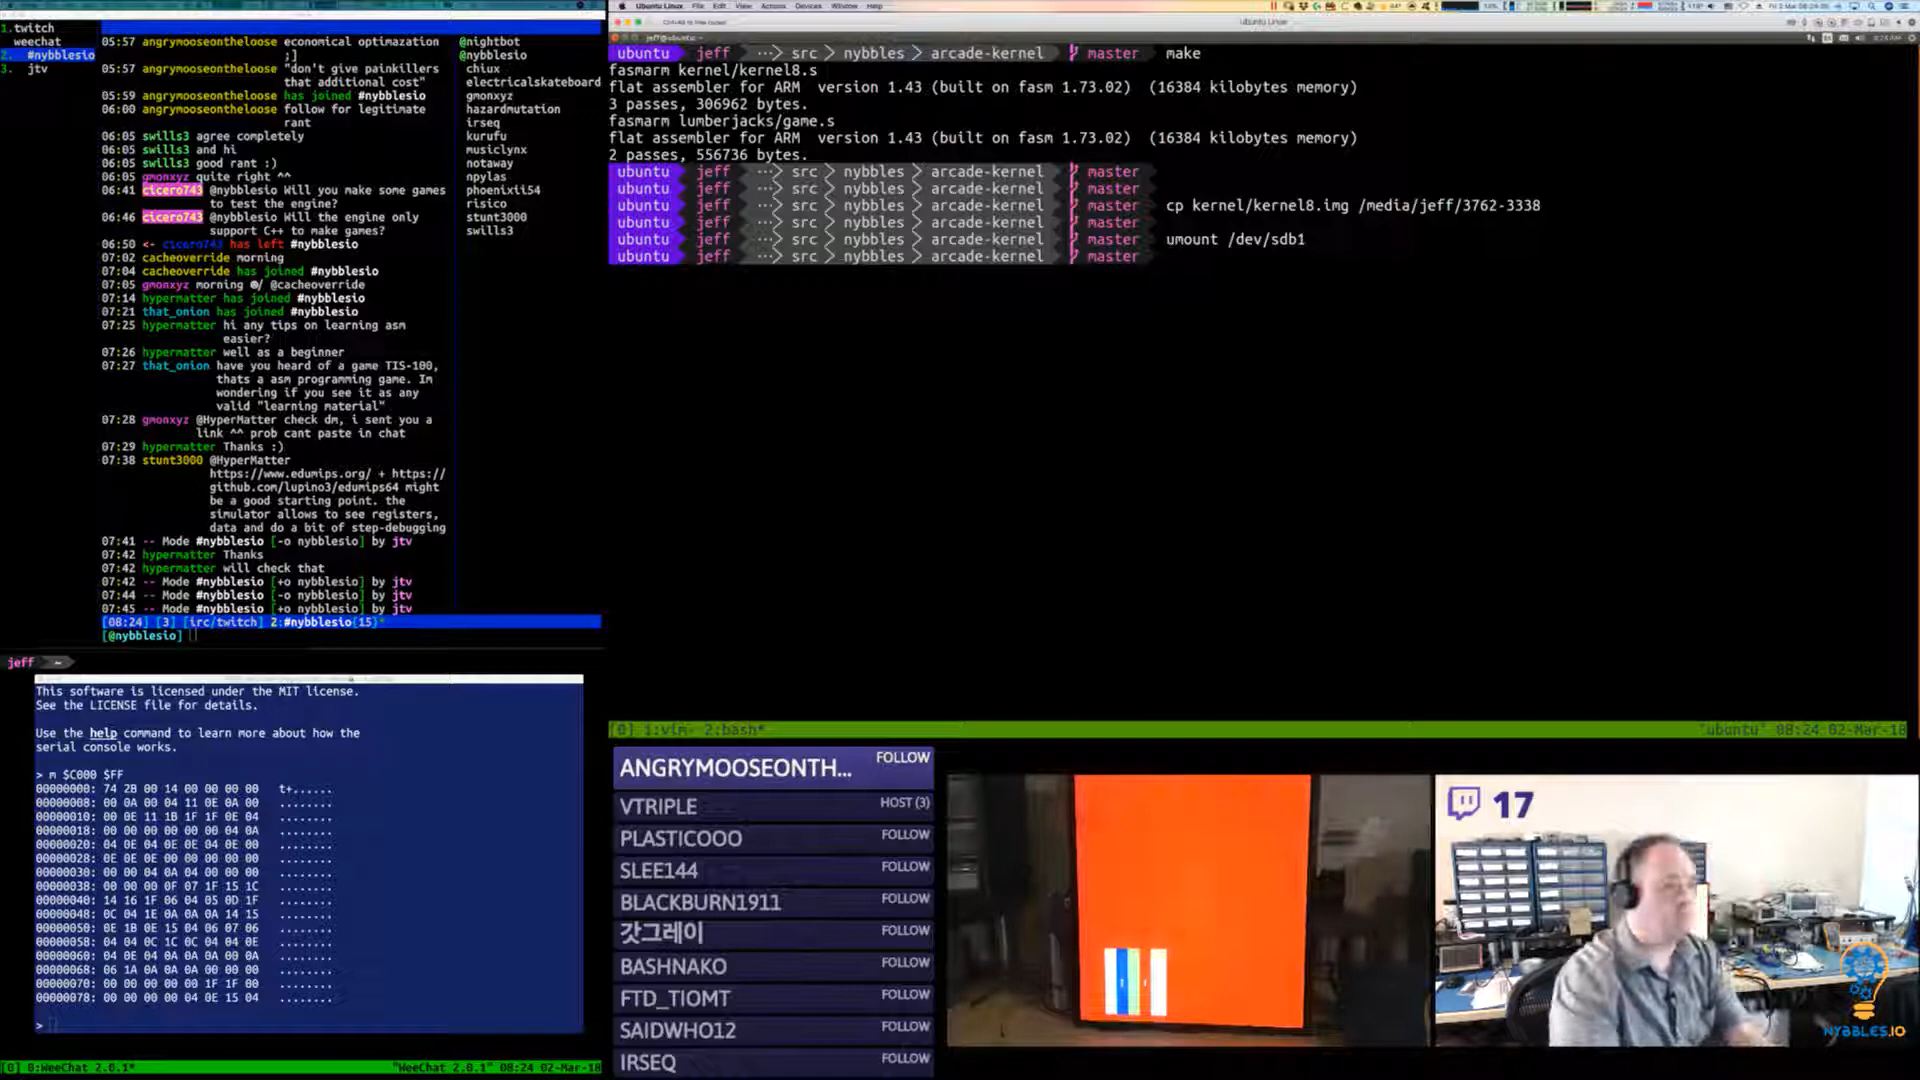 Ubuntu Linux File Edit View Actions Devices Window Help
Ubuntu Linux
1.twitch
weechat
2. #nybblesio
3. jtv
05:57 angrymooseontheloose economical optimazation
;]
05:57 angrymooseontheloose "don't give painkillers
that additional cost"
05:59 angrymooseontheloose has joined #nybblesio
06:00 angrymooseontheloose follow for legitimate
rant
06:05 swills3 agree completely
06:05 swills3 and hi
06:05 swills3 good rant :)
06:05 gmonxyz quite right ^^
06:41 cicero743 @nybblesio Will you make some games
to test the engine?
06:46 cicero743 @nybblesio Will the engine only
support C++ to make games?
06:50 <- cicero743 has left #nybblesio
07:02 cacheoverride morning
07:04 cacheoverride has joined #nybblesio
07:05 gmonxyz morning @cacheoverride
07:14 hypermatter has joined #nybblesio
07:21 that_onion has joined #nybblesio
07:25 hypermatter hi any tips on learning asm
easier?
07:26 hypermatter well as a beginner
07:27 that_onion have you heard of a game TIS-100,
thats a asm programming game. Im
wondering if you see it as any
valid "learning material"
07:28 gmonxyz @HyperMatter check dm, i sent you a
link ^^ prob cant paste in chat
07:29 hypermatter Thanks :)
07:38 stunt3000 @HyperMatter
https://www.edumips.org/ + https://
github.com/lupino3/edumips64 might
be a good starting point. the
simulator allows to see registers,
data and do a bit of step-debugging
07:41 -- Mode #nybblesio [-o nybblesio] by jtv
07:42 hypermatter Thanks
07:42 hypermatter will check that
07:42 -- Mode #nybblesio [+o nybblesio] by jtv
07:44 -- Mode #nybblesio [-o nybblesio] by jtv
07:45 -- Mode #nybblesio [+o nybblesio] by jtv
[08:24] [3] [irc/twitch] 2:#nybblesio{15}*
[@nybblesio]
@nightbot
@nybblesio
chiux
electricalskateboard
gmonxyz
hazardmutation
irseq
kurufu
musiclynx
notaway
npylas
phoenixii54
risico
stunt3000
swills3
ubuntu jeff ··· src nybbles arcade-kernel master make
fasmarm kernel/kernel8.s
flat assembler for ARM version 1.43 (built on fasm 1.73.02) (16384 kilobytes memory)
3 passes, 306962 bytes.
fasmarm lumberjacks/game.s
flat assembler for ARM version 1.43 (built on fasm 1.73.02) (16384 kilobytes memory)
2 passes, 556736 bytes.
ubuntu jeff ··· src nybbles arcade-kernel master
ubuntu jeff ··· src nybbles arcade-kernel master
ubuntu jeff ··· src nybbles arcade-kernel master cp kernel/kernel8.img /media/jeff/3762-3338
ubuntu jeff ··· src nybbles arcade-kernel master
ubuntu jeff ··· src nybbles arcade-kernel master umount /dev/sdb1
ubuntu jeff ··· src nybbles arcade-kernel master
[0] 1:vim- 2:bash* "ubuntu" 08:24 02-Mar-18
jeff ~
This software is licensed under the MIT license.
See the LICENSE file for details.
Use the help command to learn more about how the
serial console works.
> m $C000 $FF
00000000: 74 2B 00 14 00 00 00 00 t+......
00000008: 00 0A 00 04 11 0E 0A 00 ........
00000010: 00 0E 11 1B 1F 1F 0E 04 ........
00000018: 00 00 00 00 00 00 04 0A ........
00000020: 04 0E 04 0E 0E 04 0E 00 ........
00000028: 0E 0E 0E 00 00 00 00 00 ........
00000030: 00 00 04 0A 04 00 00 00 ........
00000038: 00 00 00 0F 07 1F 15 1C ........
00000040: 14 16 1F 06 04 05 0D 1F ........
00000048: 0C 04 1E 0A 0A 0A 14 15 ........
00000050: 0E 1B 0E 15 04 06 07 06 ........
00000058: 04 04 0C 1C 0C 04 04 0E ........
00000060: 04 0E 04 0A 0A 0A 00 0A ........
00000068: 06 1A 0A 0A 0A 00 00 00 ........
00000070: 00 00 00 00 00 1F 1F 00 ........
00000078: 00 00 00 00 04 0E 15 04 ........
>
[0] 0:WeeChat 2.0.1* "WeeChat 2.0.1" 08:24 02-Mar-18
ANGRYMOOSEONTH... FOLLOW
VTRIPLE HOST (3)
PLASTICOOO FOLLOW
SLEE144 FOLLOW
BLACKBURN1911 FOLLOW
갓그레이 FOLLOW
BASHNAKO FOLLOW
FTD_TIOMT FOLLOW
SAIDWHO12 FOLLOW
IRSEQ FOLLOW
17
NYBBLES.IO